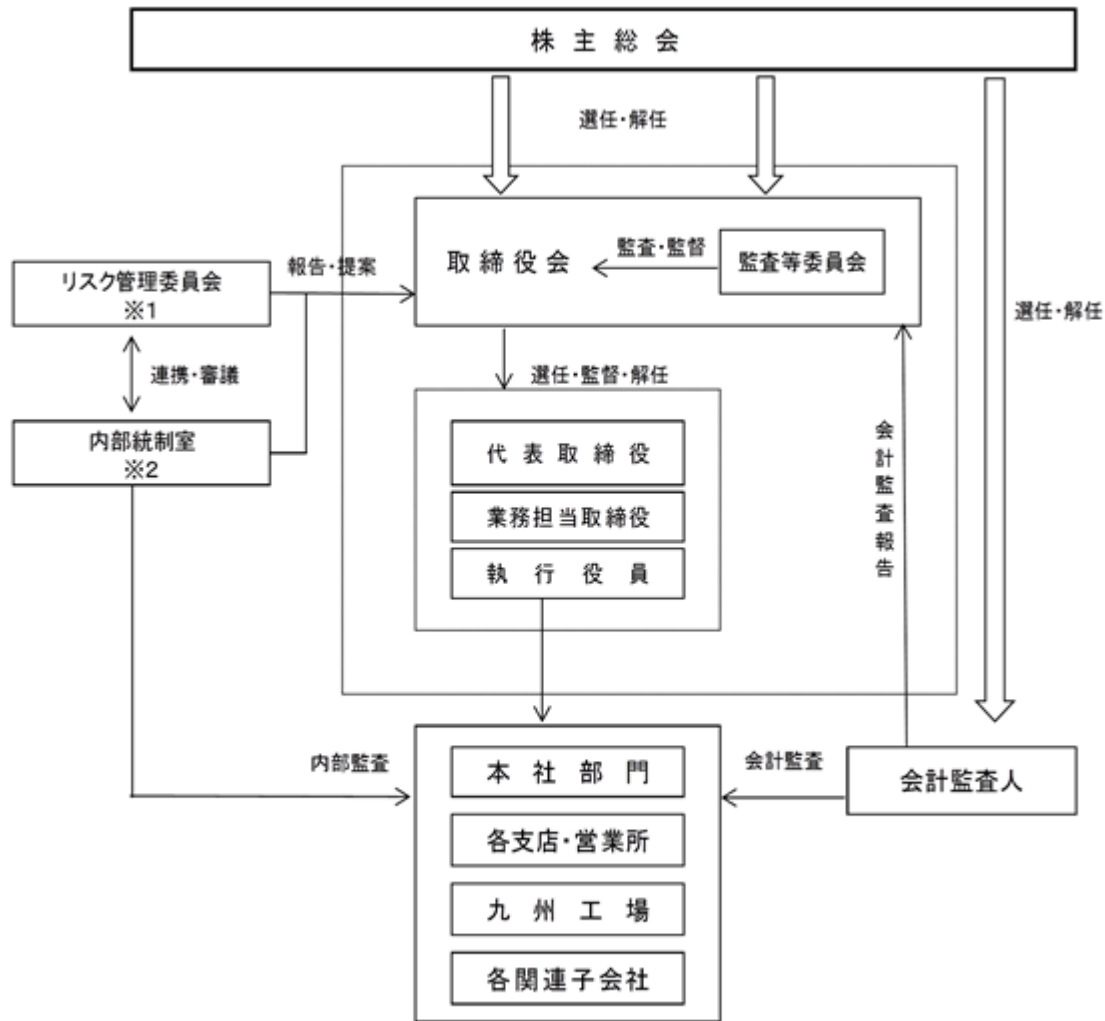 株主総会
選任・解任
取締役会
監査・監督
監査等委員会
リスク管理委員会
※1
報告・提案
選任・解任
連携・審議
選任・監督・解任
内部統制室
※2
代表取締役
業務担当取締役
執行役員
会計監査報告
内部監査
本社部門
会計監査
会計監査人
各支店・営業所
九州工場
各関連子会社